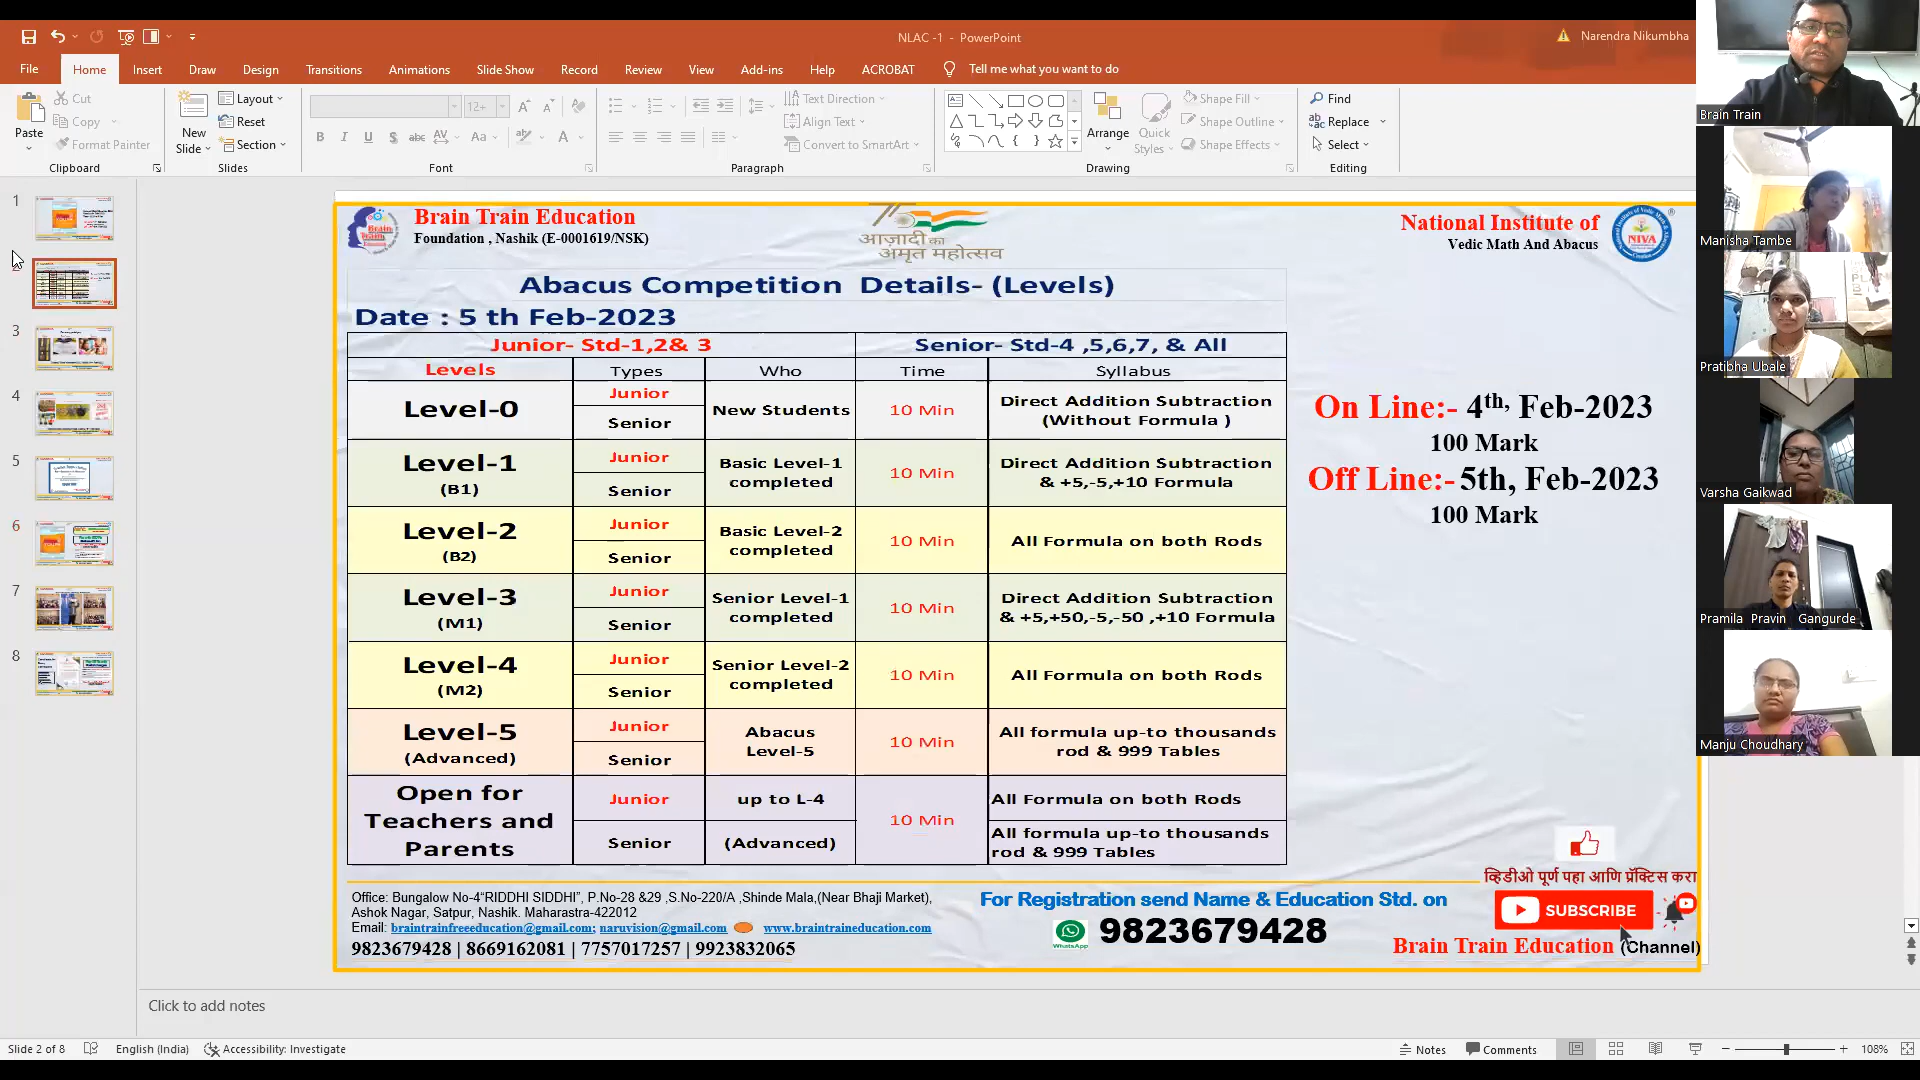 NLAC -1 - PowerPoint
Narendra Nikumbha
File Home Insert Draw Design Transitions Animations Slide Show Record Review View Add-ins Help ACROBAT Tell me what you want to do
Paste
Cut
Copy
Format Painter
Clipboard
New Slide
Layout
Reset
Section
Slides
12+
Font
Paragraph
Text Direction
Align Text
Convert to SmartArt
Arrange
Quick Styles
Shape Fill
Shape Outline
Shape Effects
Drawing
Find
Replace
Select
Editing
1
2
3
4
5
6
7
8
Brain Train Education
Foundation , Nashik (E-0001619/NSK)
आज़ादी का
अमृत महोत्सव
National Institute of
Vedic Math And Abacus
NIVA
Abacus Competition Details- (Levels)
Date : 5 th Feb-2023
Junior- Std-1,2& 3 Senior- Std-4 ,5,6,7, & All
Levels Types Who Time Syllabus
Level-0 Junior Senior New Students 10 Min Direct Addition Subtraction
(Without Formula )
Level-1 (B1) Junior Senior Basic Level-1 completed 10 Min Direct Addition Subtraction
& +5,-5,+10 Formula
Level-2 (B2) Junior Senior Basic Level-2 completed 10 Min All Formula on both Rods
Level-3 (M1) Junior Senior Senior Level-1 completed 10 Min Direct Addition Subtraction
& +5,+50,-5,-50 ,+10 Formula
Level-4 (M2) Junior Senior Senior Level-2 completed 10 Min All Formula on both Rods
Level-5 (Advanced) Junior Senior Abacus Level-5 10 Min All formula up-to thousands
rod & 999 Tables
Open for Teachers and Parents Junior up to L-4 10 Min All Formula on both Rods
Senior (Advanced) All formula up-to thousands
rod & 999 Tables
On Line:- 4th, Feb-2023
100 Mark
Off Line:- 5th, Feb-2023
100 Mark
Office: Bungalow No-4“RIDDHI SIDDHI”, P.No-28 &29 ,S.No-220/A ,Shinde Mala,(Near Bhaji Market),
Ashok Nagar, Satpur, Nashik. Maharastra-422012
Email: braintrainfreeeducation@gmail.com; naruvision@gmail.com www.braintraineducation.com
9823679428 | 8669162081 | 7757017257 | 9923832065
For Registration send Name & Education Std. on
WhatsApp 9823679428
व्हिडीओ पूर्ण पहा आणि प्रॅक्टिस करा
SUBSCRIBE
Brain Train Education (Channel)
Brain Train
Manisha Tambe
Pratibha Ubale
Varsha Gaikwad
Pramila Pravin Gangurde
Manju Choudhary
Click to add notes
Slide 2 of 8 English (India) Accessibility: Investigate Notes Comments 108%